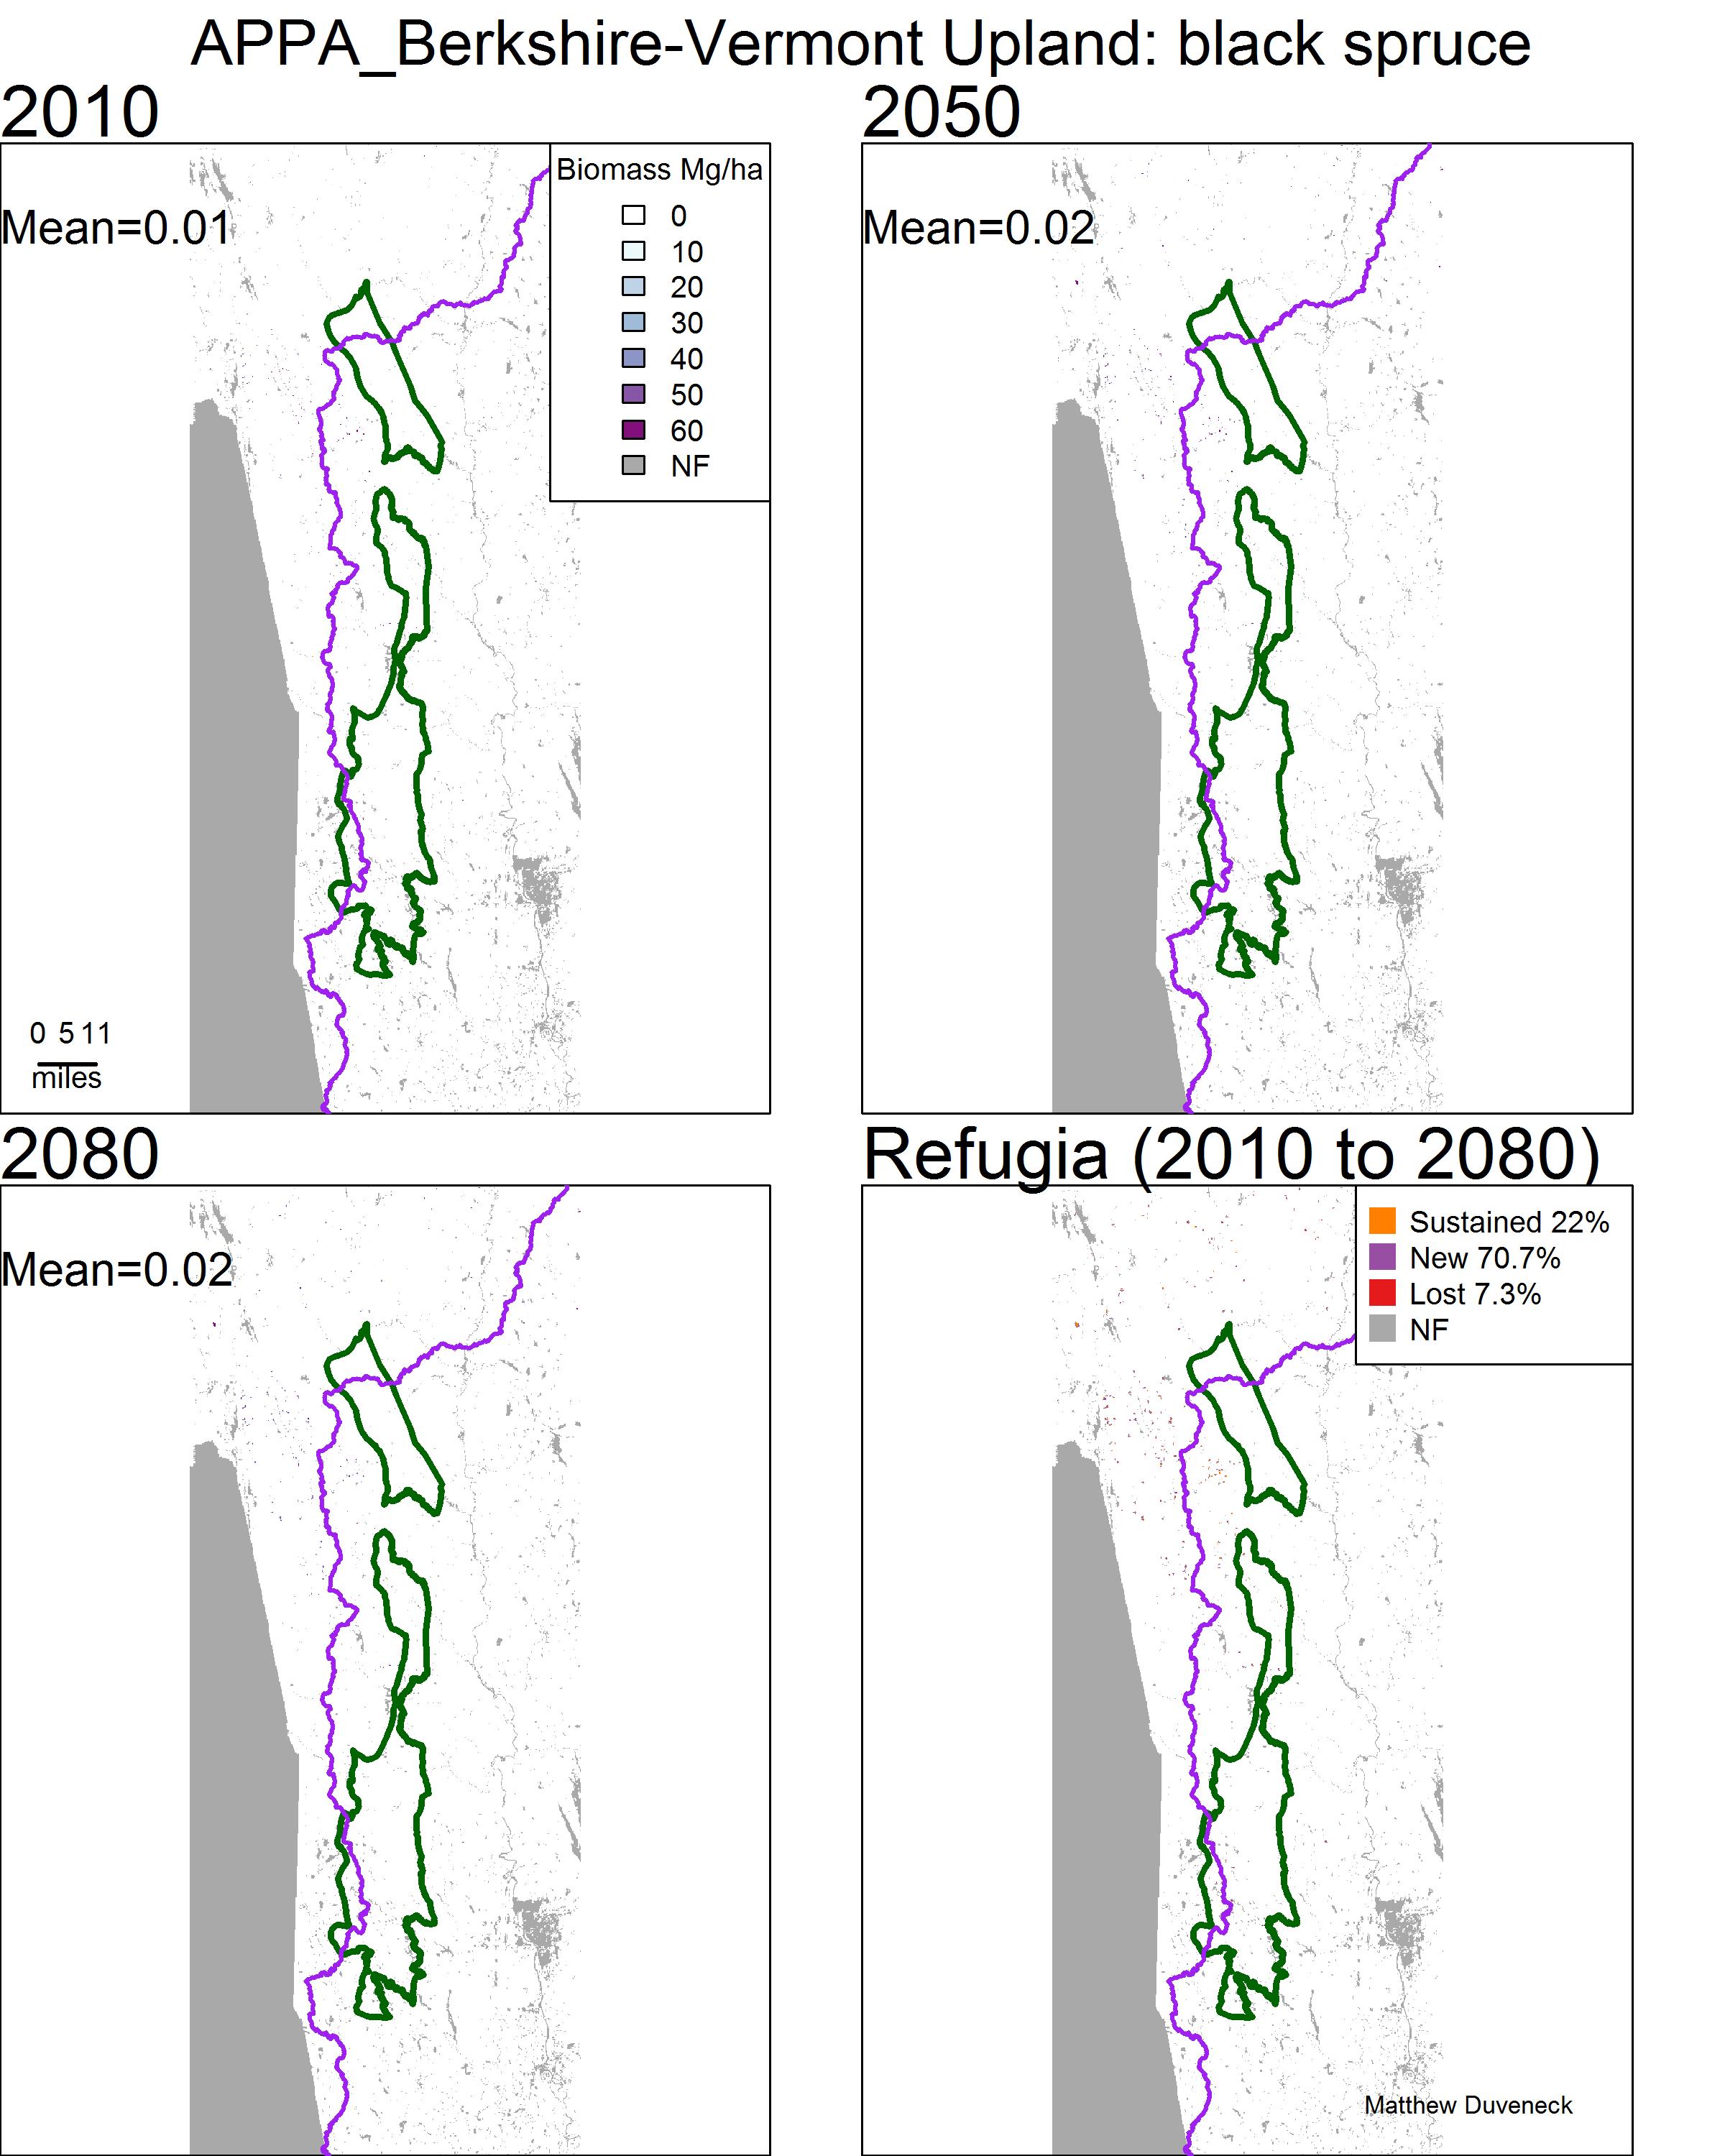 APPA_Berkshire-Vermont Upland: black spruce
2010
Mean=0.01
Biomass Mg/ha
0
10
20
30
40
50
60
NF
0 5 11
miles
2050
Mean=0.02
2080
Mean=0.02
Refugia (2010 to 2080)
Sustained 22%
New 70.7%
Lost 7.3%
NF
Matthew Duveneck